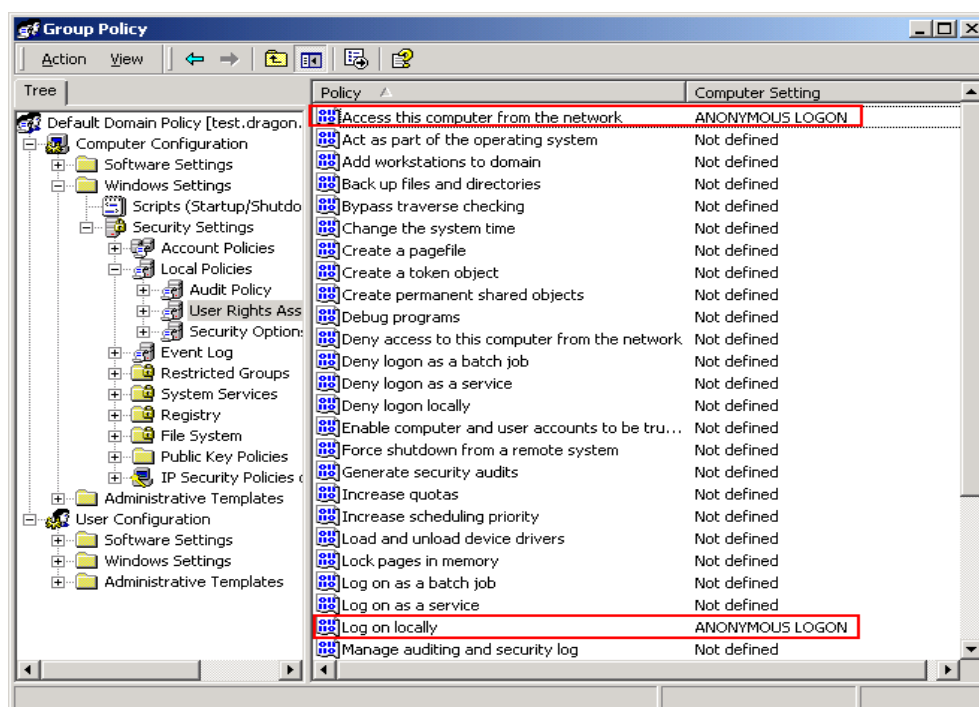 Group Policy
Action View
Tree
Default Domain Policy [test.dragon.
Computer Configuration
Software Settings
Windows Settings
Scripts (Startup/Shutdo
Security Settings
Account Policies
Local Policies
Audit Policy
User Rights Ass
Security Option
Event Log
Restricted Groups
System Services
Registry
File System
Public Key Policies
IP Security Policies
Administrative Templates
User Configuration
Software Settings
Windows Settings
Administrative Templates
Policy Computer Setting
Access this computer from the network ANONYMOUS LOGON
Act as part of the operating system Not defined
Add workstations to domain Not defined
Back up files and directories Not defined
Bypass traverse checking Not defined
Change the system time Not defined
Create a pagefile Not defined
Create a token object Not defined
Create permanent shared objects Not defined
Debug programs Not defined
Deny access to this computer from the network Not defined
Deny logon as a batch job Not defined
Deny logon as a service Not defined
Deny logon locally Not defined
Enable computer and user accounts to be tru... Not defined
Force shutdown from a remote system Not defined
Generate security audits Not defined
Increase quotas Not defined
Increase scheduling priority Not defined
Load and unload device drivers Not defined
Lock pages in memory Not defined
Log on as a batch job Not defined
Log on as a service Not defined
Log on locally ANONYMOUS LOGON
Manage auditing and security log Not defined